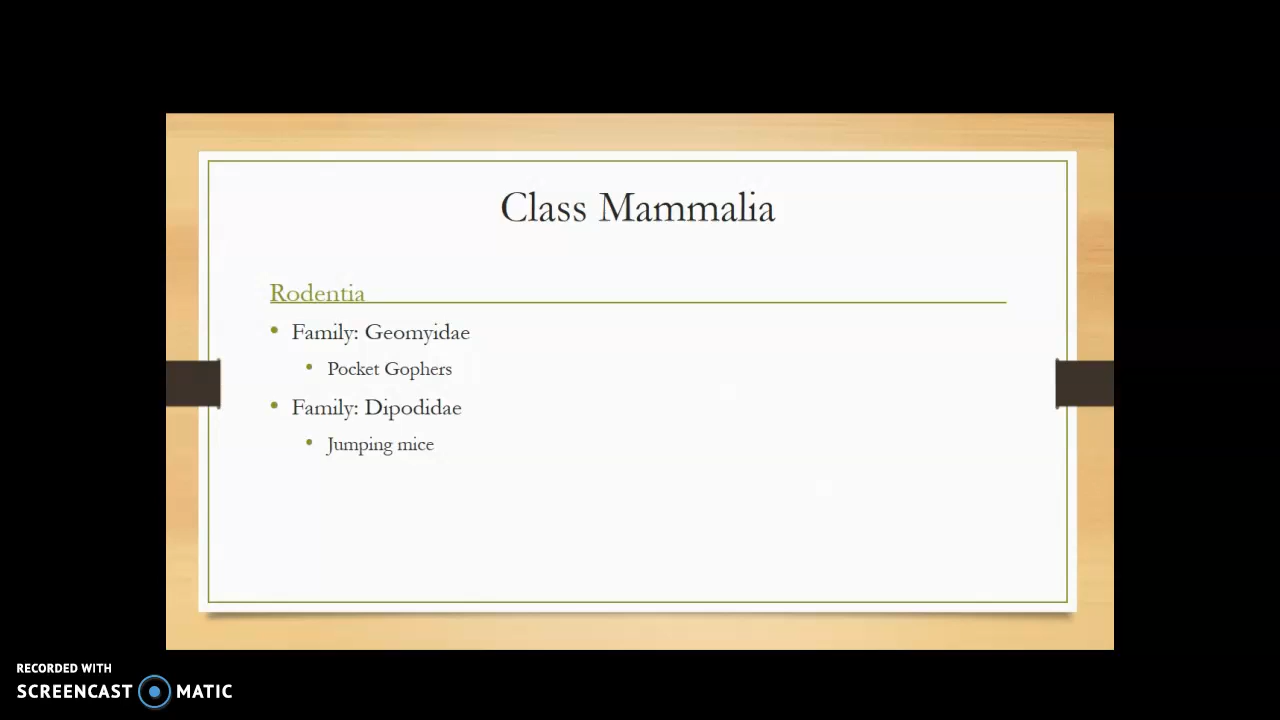 Class Mammalia
Rodentia
Family: Geomyidae
Pocket Gophers
Family: Dipodidae
Jumping mice
RECORDED WITH
SCREENCAST MATIC